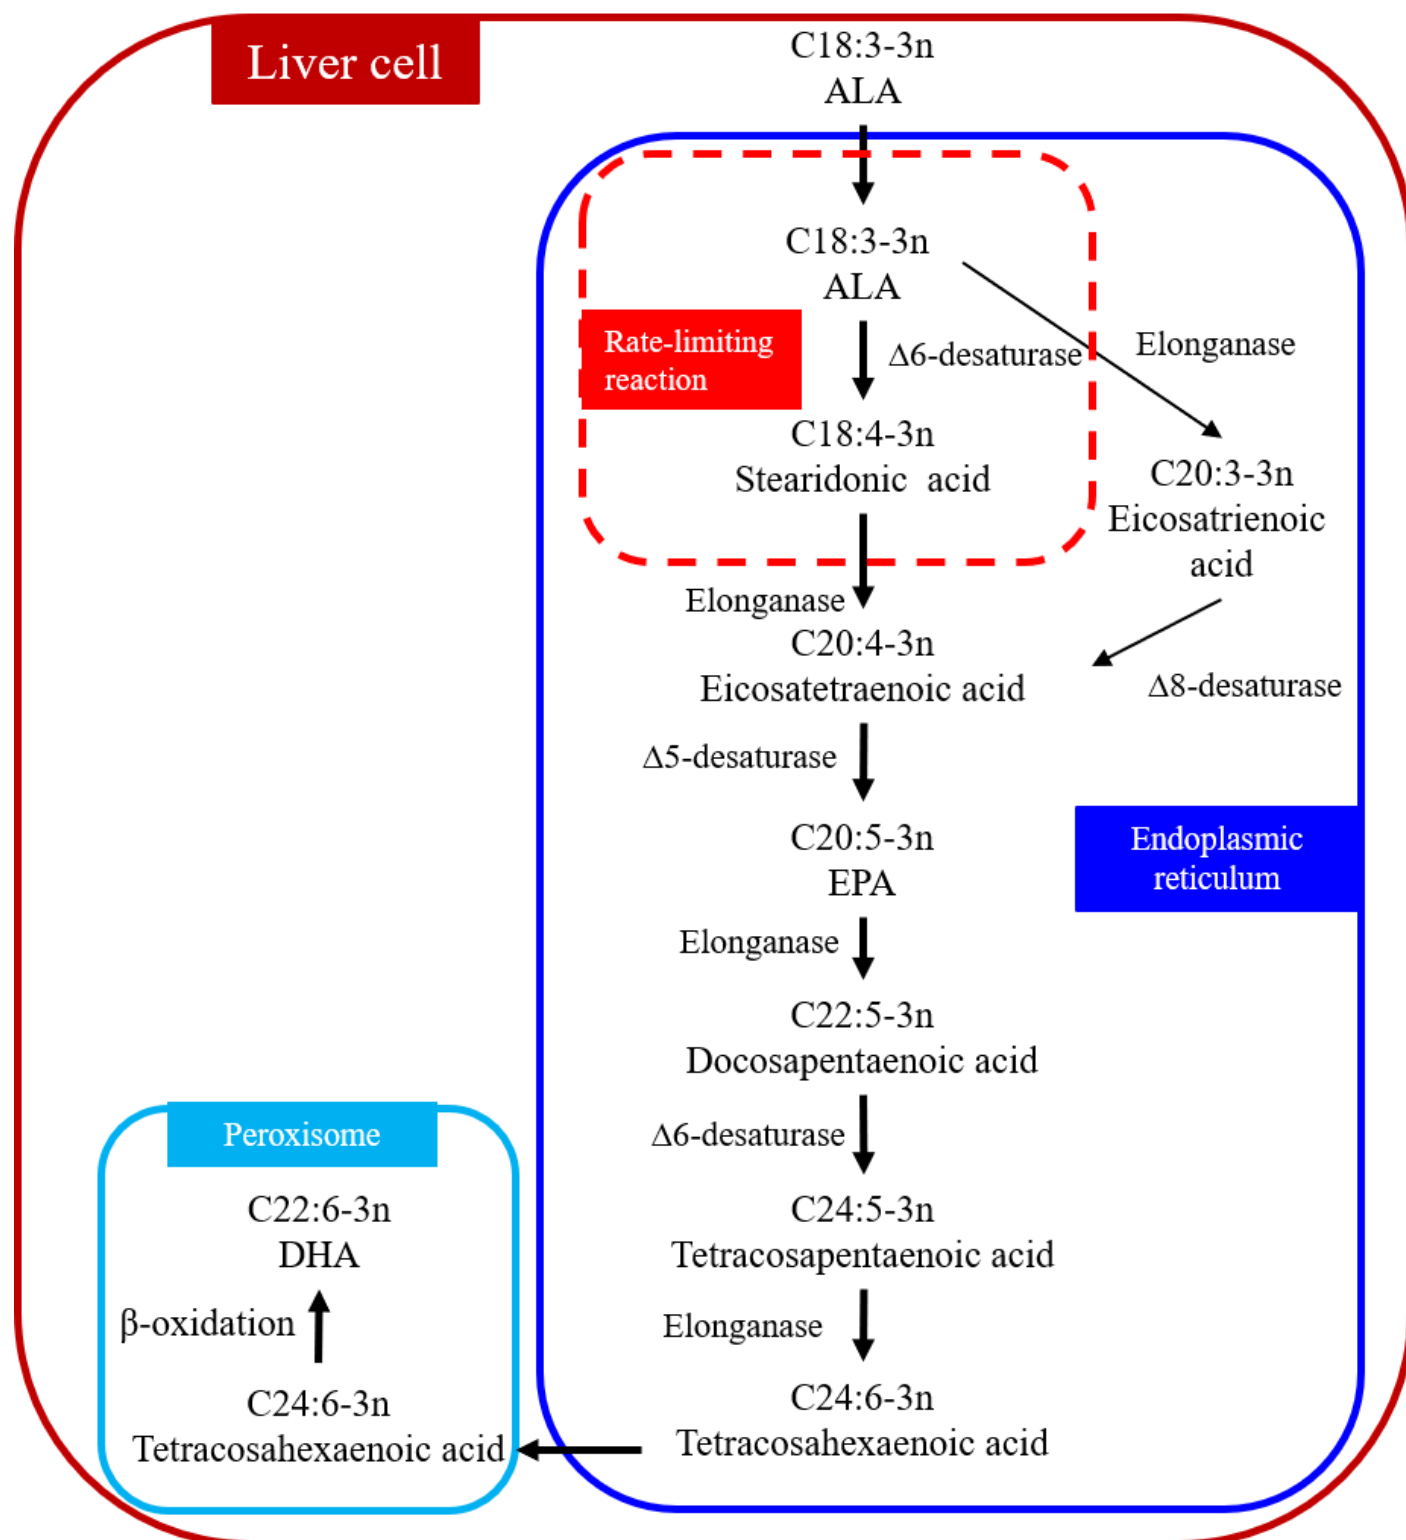 Liver cell
C18:3-3n
ALA
C18:3-3n
ALA
Rate-limiting
reaction
Δ6-desaturase
Elonganase
C18:4-3n
Stearidonic acid
C20:3-3n
Eicosatrienoic
acid
Elonganase
C20:4-3n
Eicosatetraenoic acid
Δ8-desaturase
Δ5-desaturase
C20:5-3n
EPA
Endoplasmic
reticulum
Elonganase
C22:5-3n
Docosapentaenoic acid
Δ6-desaturase
C24:5-3n
Tetracosapentaenoic acid
Elonganase
C24:6-3n
Tetracosahexaenoic acid
Peroxisome
C22:6-3n
DHA
β-oxidation
C24:6-3n
Tetracosahexaenoic acid